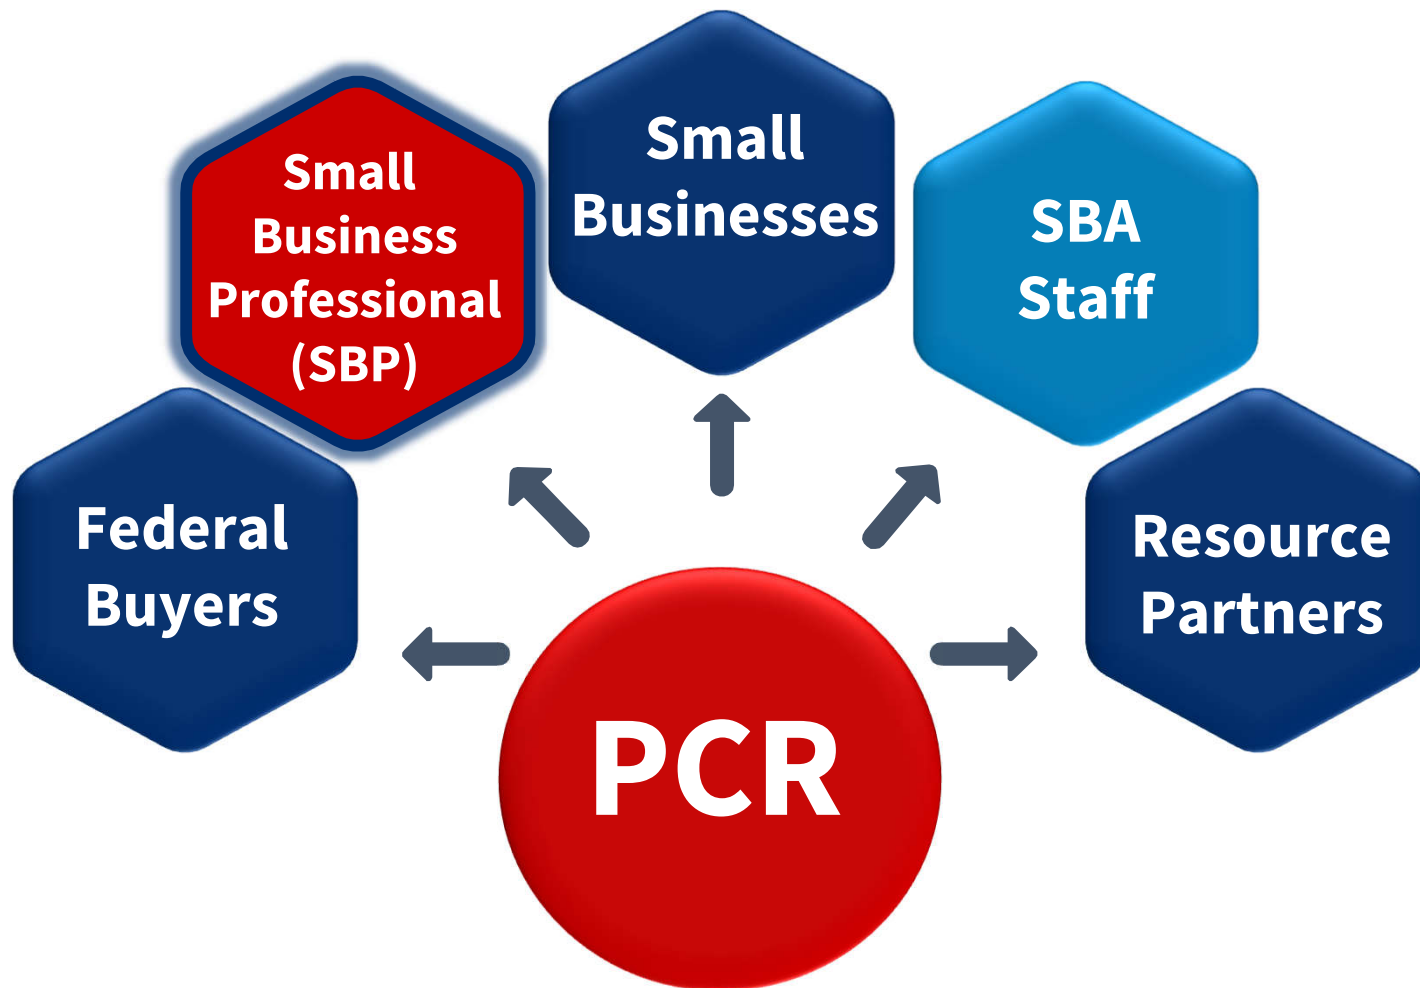 Small
Businesses
Small
Business
Professional
(SBP)
SBA
Staff
Federal
Buyers
Resource
Partners
PCR